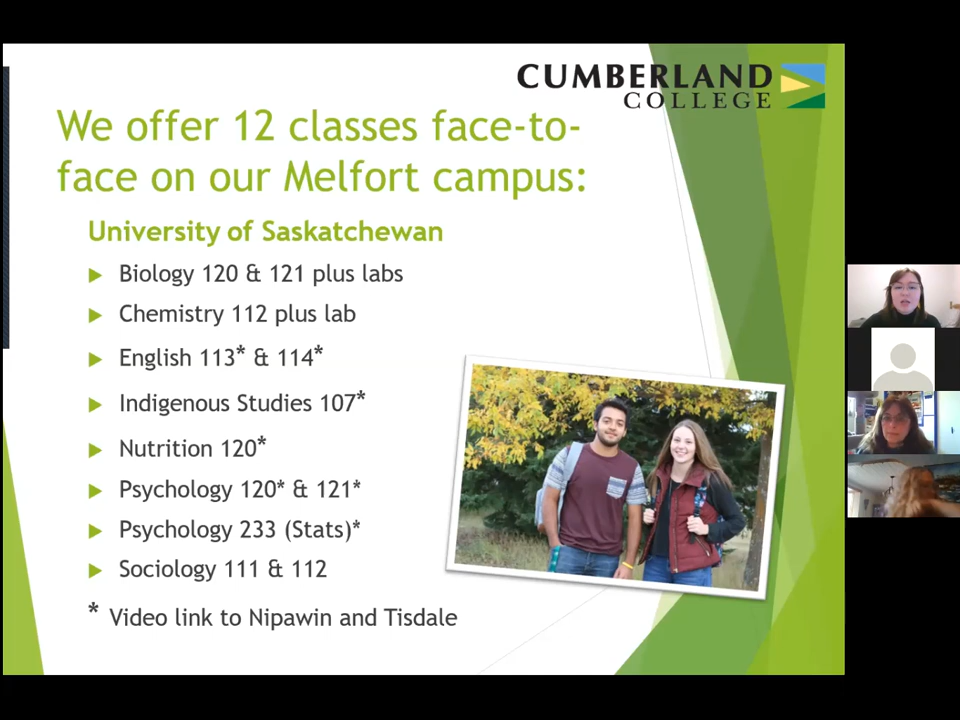 CUMBERLAND
COLLEGE
We offer 12 classes face-to-
face on our Melfort campus:
University of Saskatchewan
Biology 120 & 121 plus labs
Chemistry 112 plus lab
English 113* & 114*
Indigenous Studies 107*
Nutrition 120*
Psychology 120* & 121*
Psychology 233 (Stats)*
Sociology 111 & 112
* Video link to Nipawin and Tisdale